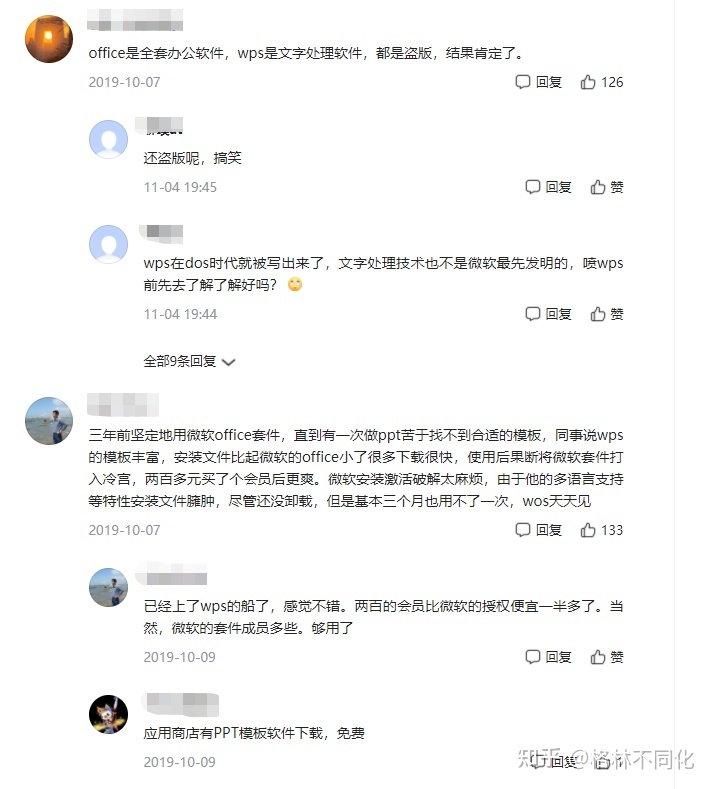 office是全套办公软件，wps是文字处理软件，都是盗版，结果肯定了。
2019-10-07 回复 126
还盗版呢，搞笑
11-04 19:45 回复 赞
wps在dos时代就被写出来了，文字处理技术也不是微软最先发明的，喷wps
前先去了解了解好吗？
11-04 19:44 回复 赞
全部9条回复
三年前坚定地用微软office套件，直到有一次做ppt苦于找不到合适的模板，同事说wps
的模板丰富，安装文件比起微软的office小了很多下载很快，使用后果断将微软套件打
入冷宫，两百多元买了个会员后更爽。微软安装激活破解太麻烦，由于他的多语言支持
等特性安装文件臃肿，尽管还没卸载，但是基本三个月也用不了一次，wos天天见
2019-10-07 回复 133
已经上了wps的船了，感觉不错。两百的会员比微软的授权便宜一半多了。当
然，微软的套件成员多些。够用了
2019-10-09 回复 赞
应用商店有PPT模板软件下载，免费
2019-10-09 回复
知乎 @格林不同化